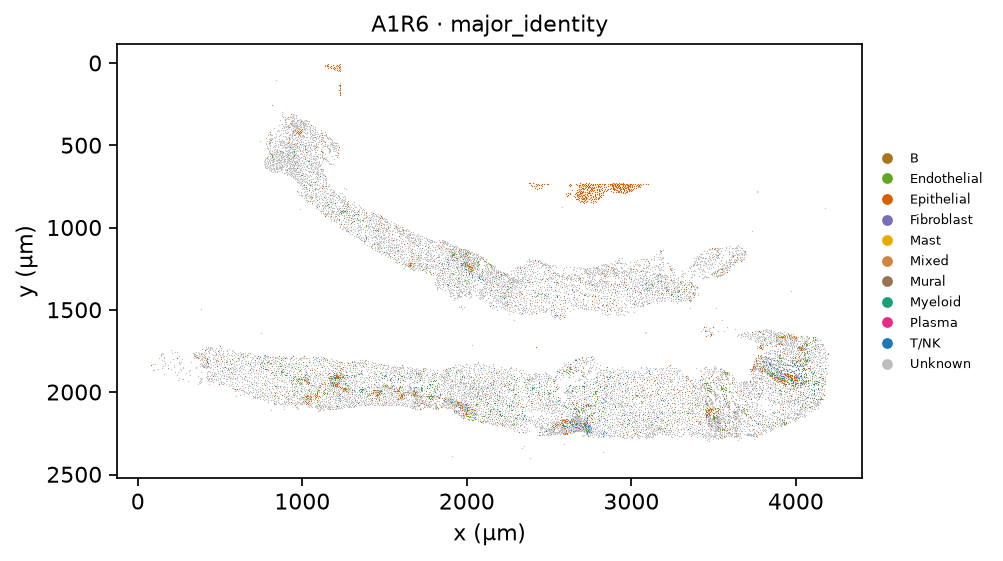 A1R6 · major_identity
0
500
1000
1500
2000
2500
y (μm)
0
1000
2000
3000
4000
x (μm)
B
Endothelial
Epithelial
Fibroblast
Mast
Mixed
Mural
Myeloid
Plasma
T/NK
Unknown